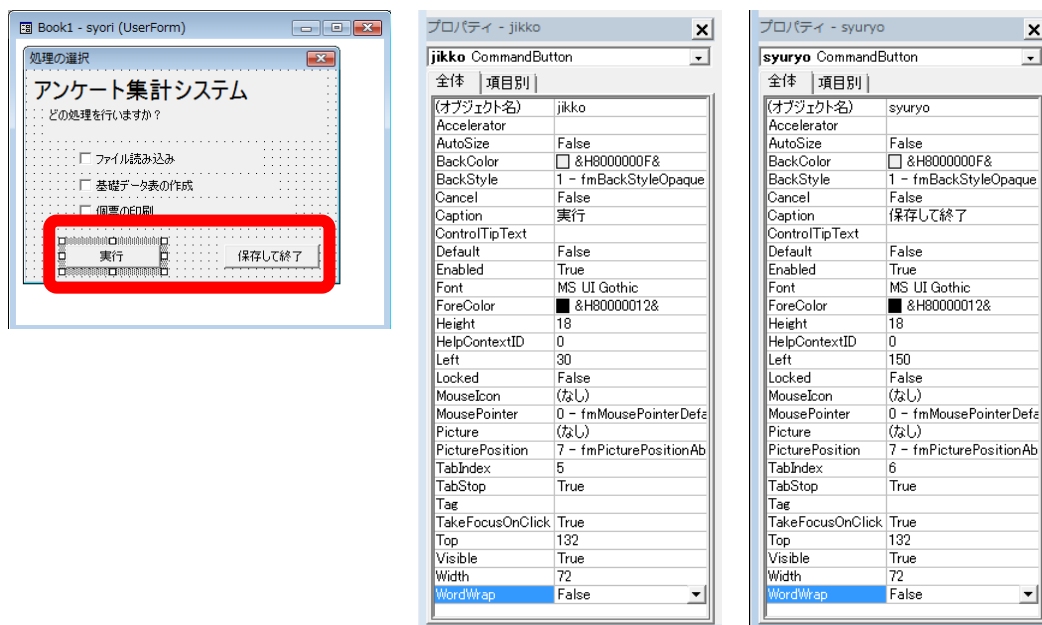 Book1 - syori (UserForm)
処理の選択
アンケート集計システム
どの処理を行いますか？
ファイル読み込み
基礎データ表の作成
個票の印刷
実行
保存して終了
プロパティ - jikko
jikko CommandButton
全体 項目別
(オブジェクト名) jikko
Accelerator
AutoSize False
BackColor &H8000000F&
BackStyle 1 - fmBackStyleOpaque
Cancel False
Caption 実行
ControlTipText
Default False
Enabled True
Font MS UI Gothic
ForeColor &H80000012&
Height 18
HelpContextID 0
Left 30
Locked False
MouseIcon (なし)
MousePointer 0 - fmMousePointerDefa
Picture (なし)
PicturePosition 7 - fmPicturePositionAb
TabIndex 5
TabStop True
Tag
TakeFocusOnClick True
Top 132
Visible True
Width 72
WordWrap False
プロパティ - syuryo
syuryo CommandButton
全体 項目別
(オブジェクト名) syuryo
Accelerator
AutoSize False
BackColor &H8000000F&
BackStyle 1 - fmBackStyleOpaque
Cancel False
Caption 保存して終了
ControlTipText
Default False
Enabled True
Font MS UI Gothic
ForeColor &H80000012&
Height 18
HelpContextID 0
Left 150
Locked False
MouseIcon (なし)
MousePointer 0 - fmMousePointerDefa
Picture (なし)
PicturePosition 7 - fmPicturePositionAb
TabIndex 6
TabStop True
Tag
TakeFocusOnClick True
Top 132
Visible True
Width 72
WordWrap False